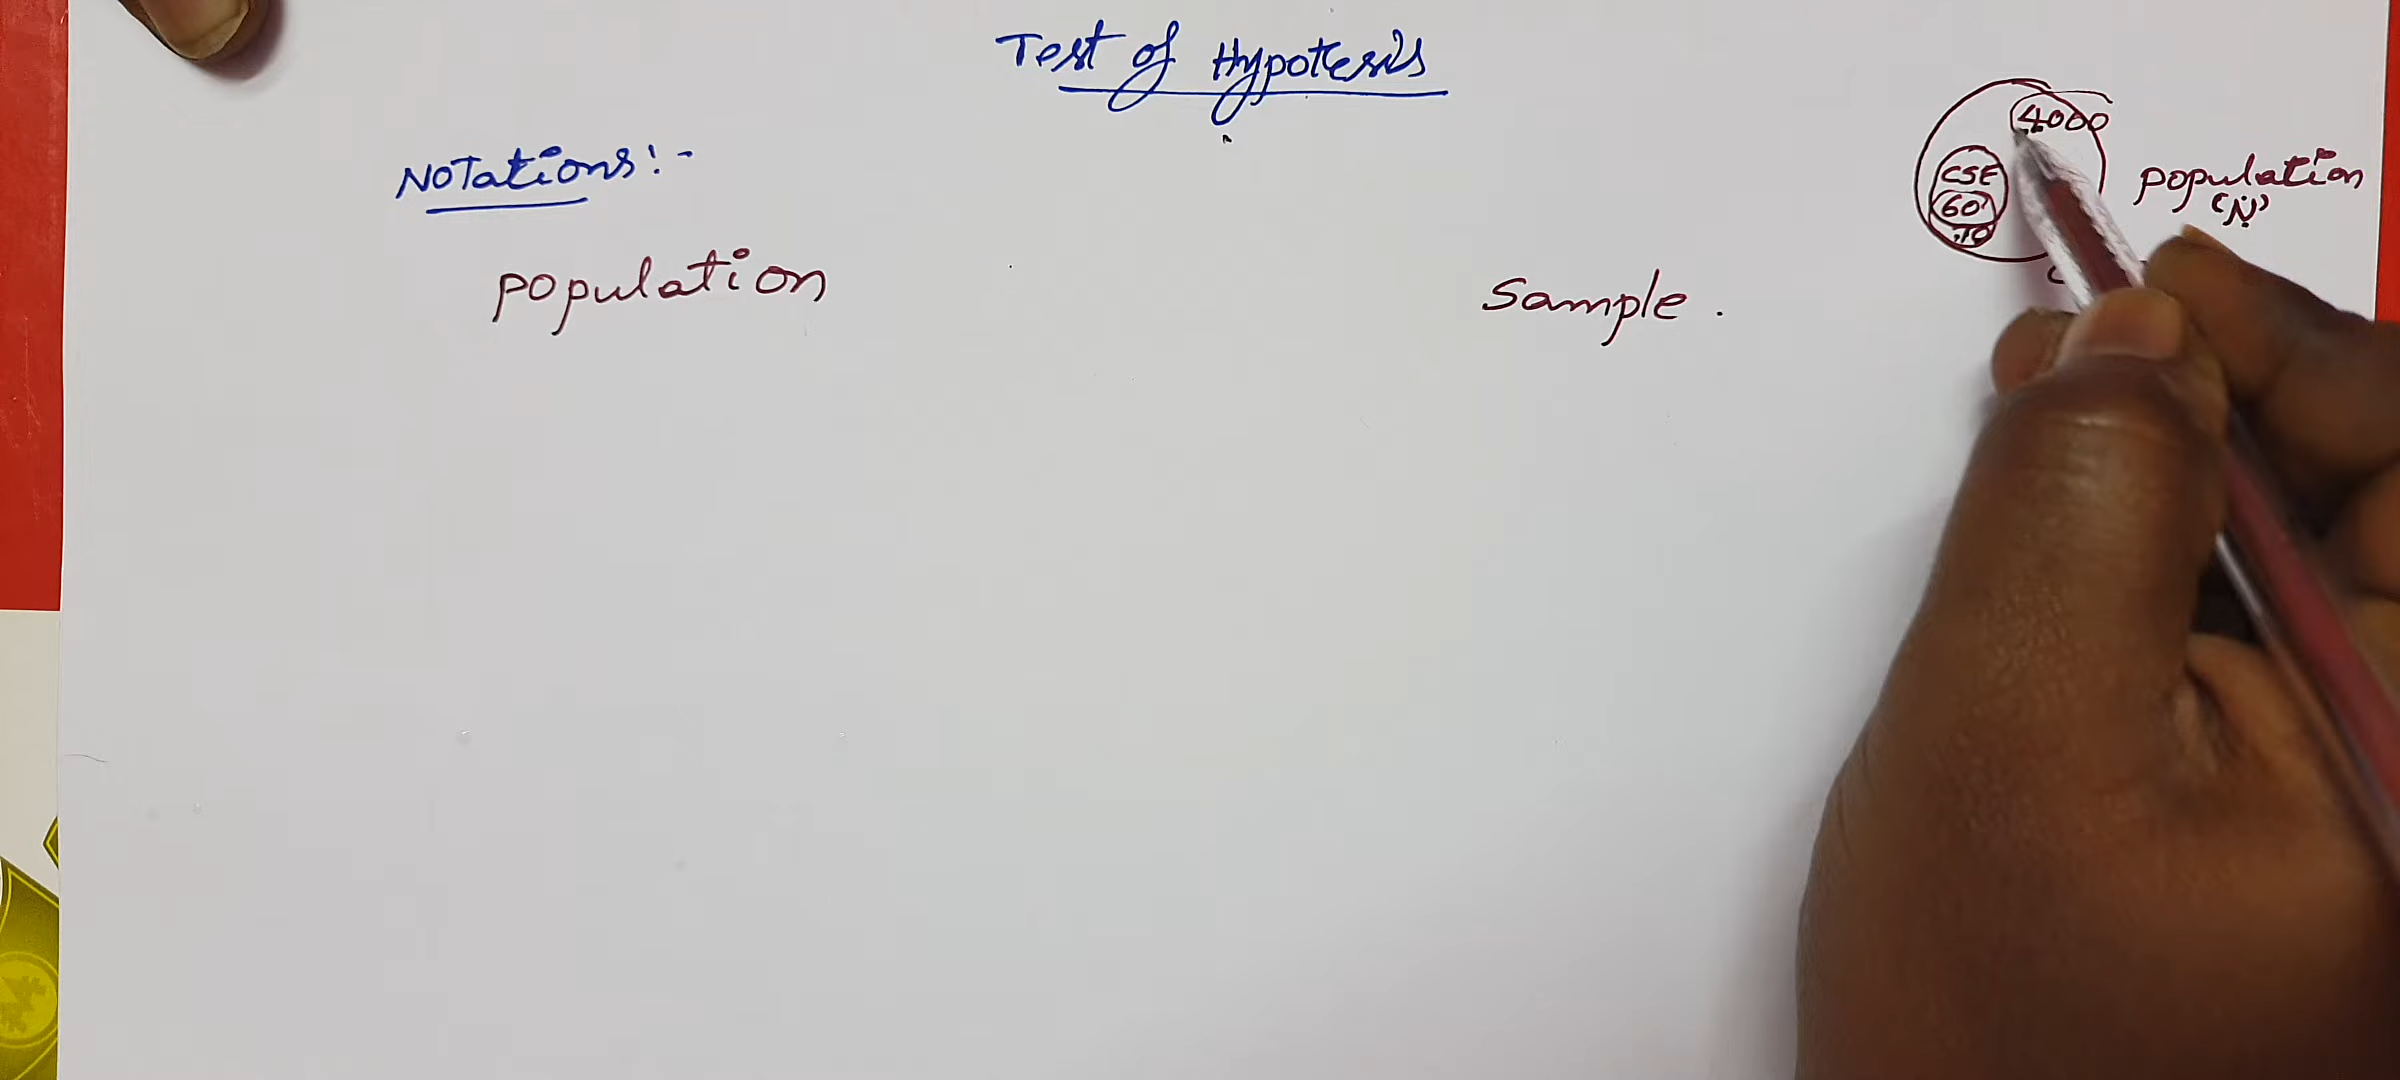 Test of Hypotesis
Notations:-
4000
CSE
60
10
population
(N)
population
Sample.